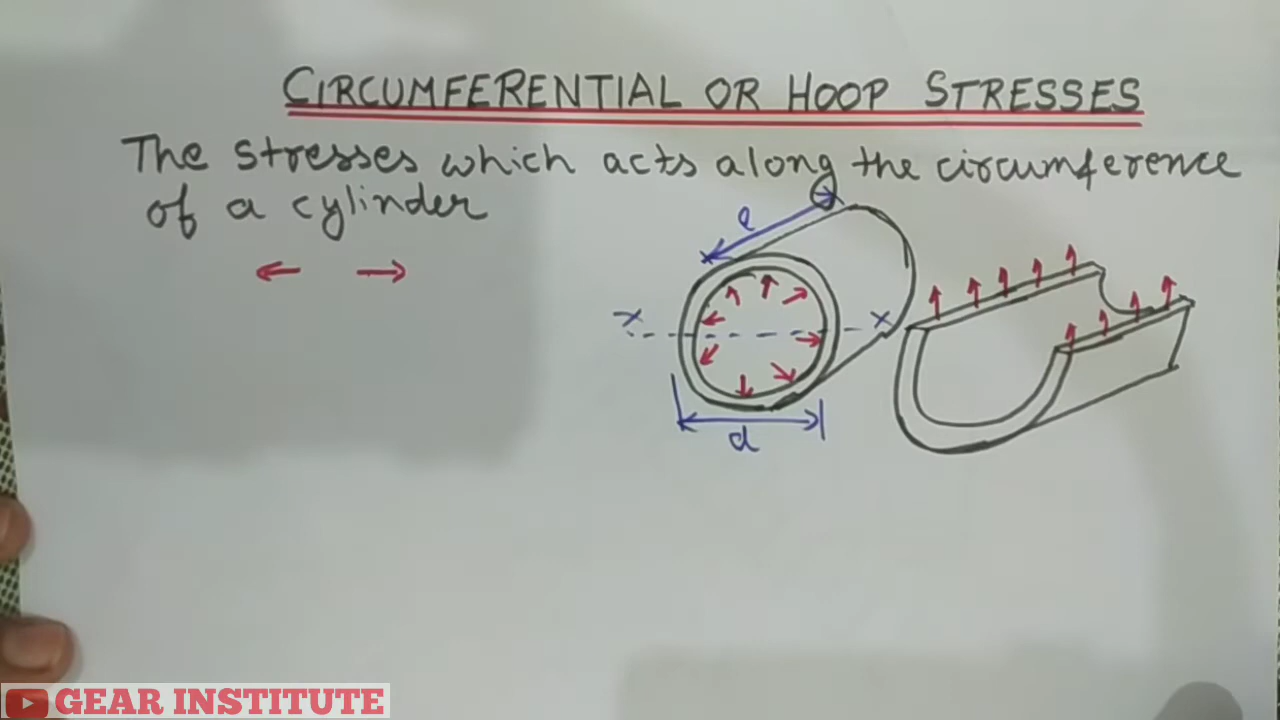 CIRCUMFERENTIAL OR HOOP STRESSES
The stresses which acts along the circumference
of a cylinder
l
x
x
d
GEAR INSTITUTE